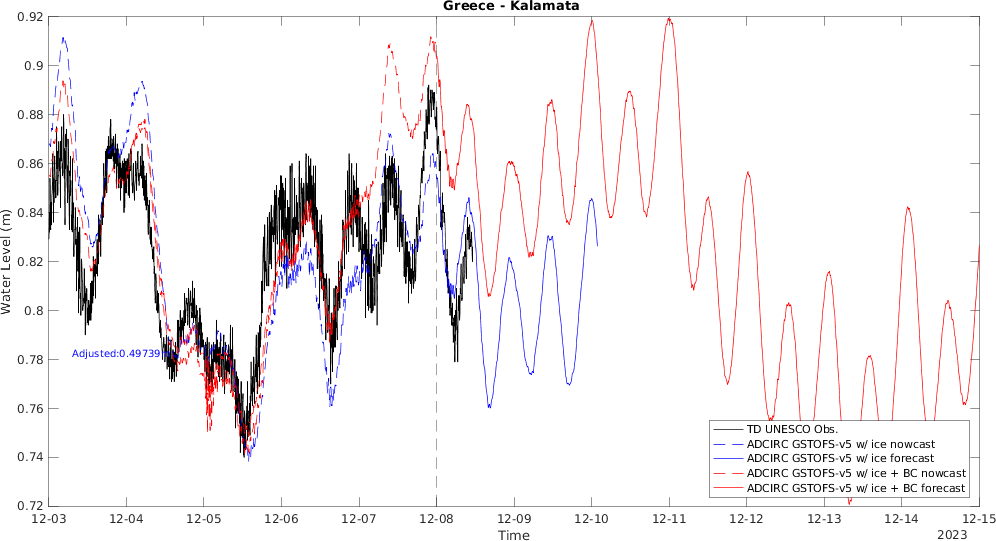 Greece - Kalamata
0.92
0.9
0.88
0.86
0.84
0.82
0.8
0.78
0.76
0.74
0.72
Water Level (m)
Adjusted:0.49739
TD UNESCO Obs.
ADCIRC GSTOFS-v5 w/ ice nowcast
ADCIRC GSTOFS-v5 w/ ice forecast
ADCIRC GSTOFS-v5 w/ ice + BC nowcast
ADCIRC GSTOFS-v5 w/ ice + BC forecast
12-03 12-04 12-05 12-06 12-07 12-08 12-09 12-10 12-11 12-12 12-13 12-14 12-15
Time
2023